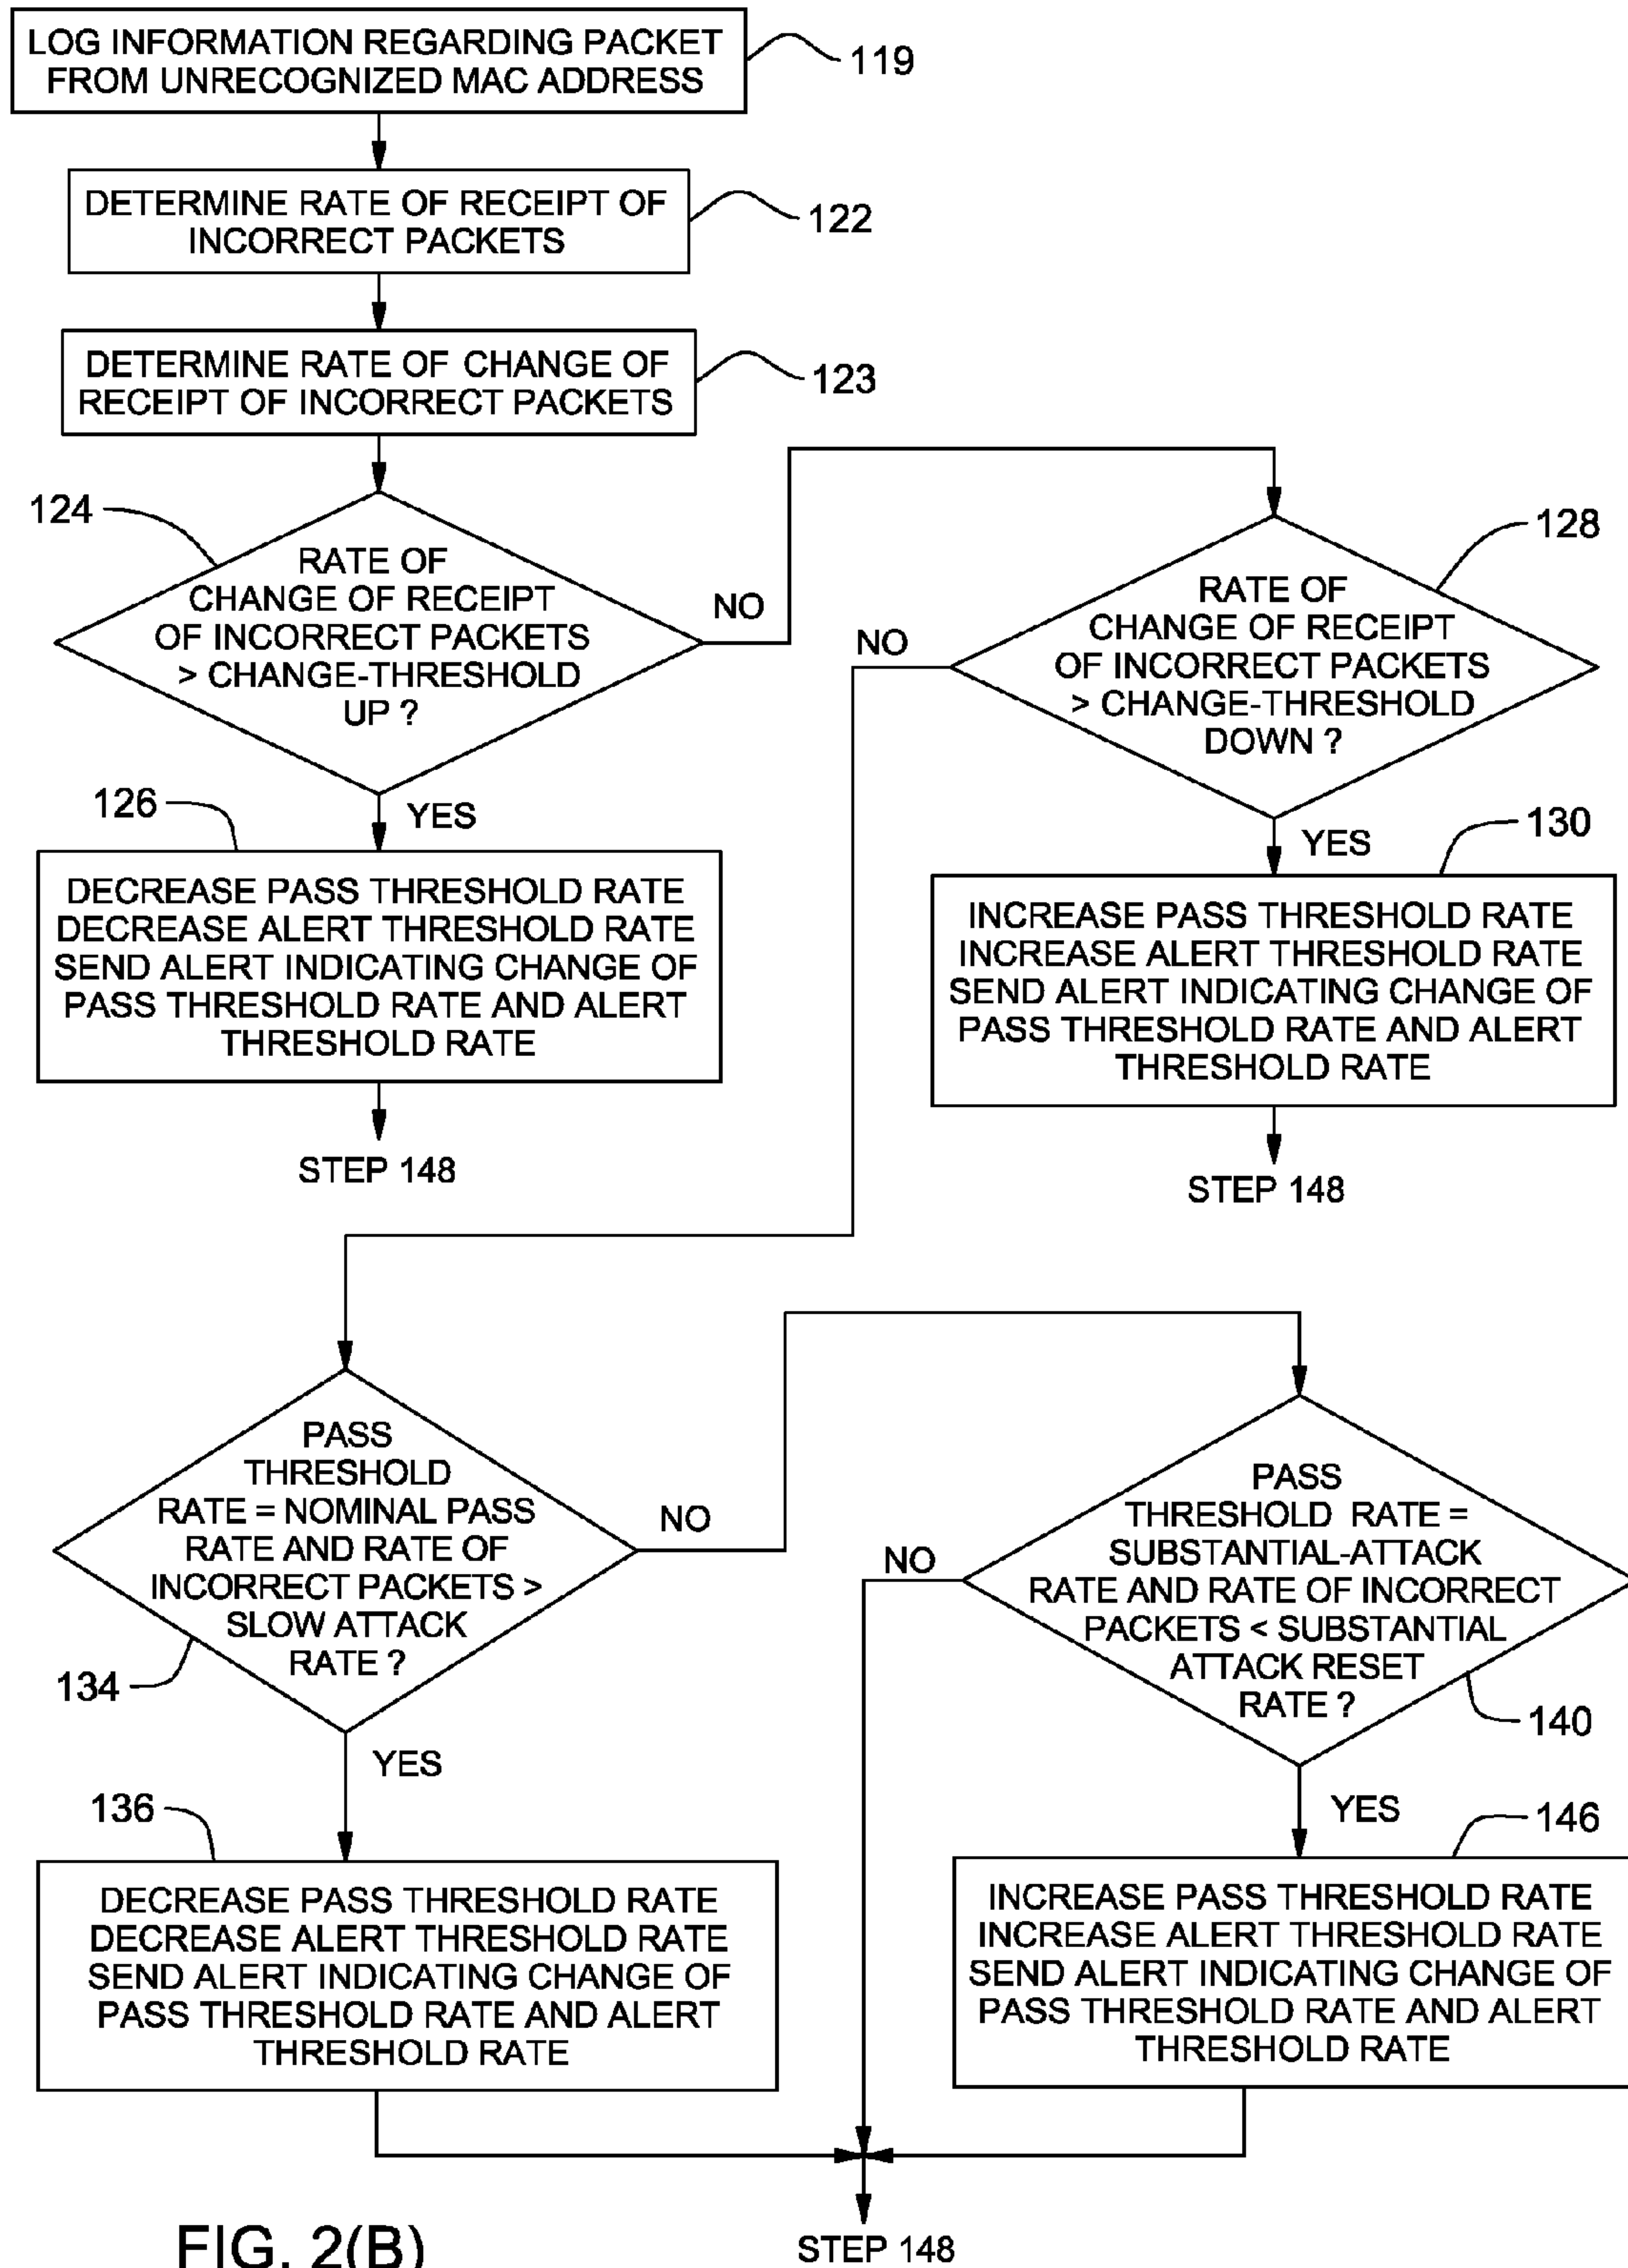 LOG INFORMATION REGARDING PACKET
FROM UNRECOGNIZED MAC ADDRESS
119
DETERMINE RATE OF RECEIPT OF
INCORRECT PACKETS
122
DETERMINE RATE OF CHANGE OF
RECEIPT OF INCORRECT PACKETS
123
124
RATE OF
CHANGE OF RECEIPT
OF INCORRECT PACKETS
> CHANGE-THRESHOLD
UP ?
NO
YES
128
RATE OF
CHANGE OF RECEIPT
OF INCORRECT PACKETS
> CHANGE-THRESHOLD
DOWN ?
NO
YES
126
DECREASE PASS THRESHOLD RATE
DECREASE ALERT THRESHOLD RATE
SEND ALERT INDICATING CHANGE OF
PASS THRESHOLD RATE AND ALERT
THRESHOLD RATE
STEP 148
130
INCREASE PASS THRESHOLD RATE
INCREASE ALERT THRESHOLD RATE
SEND ALERT INDICATING CHANGE OF
PASS THRESHOLD RATE AND ALERT
THRESHOLD RATE
STEP 148
PASS
THRESHOLD
RATE = NOMINAL PASS
RATE AND RATE OF
INCORRECT PACKETS >
SLOW ATTACK
RATE ?
134
NO
YES
PASS
THRESHOLD RATE =
SUBSTANTIAL-ATTACK
RATE AND RATE OF INCORRECT
PACKETS < SUBSTANTIAL
ATTACK RESET
RATE ?
140
NO
YES
136
DECREASE PASS THRESHOLD RATE
DECREASE ALERT THRESHOLD RATE
SEND ALERT INDICATING CHANGE OF
PASS THRESHOLD RATE AND ALERT
THRESHOLD RATE
146
INCREASE PASS THRESHOLD RATE
INCREASE ALERT THRESHOLD RATE
SEND ALERT INDICATING CHANGE OF
PASS THRESHOLD RATE AND ALERT
THRESHOLD RATE
STEP 148
FIG. 2(B)